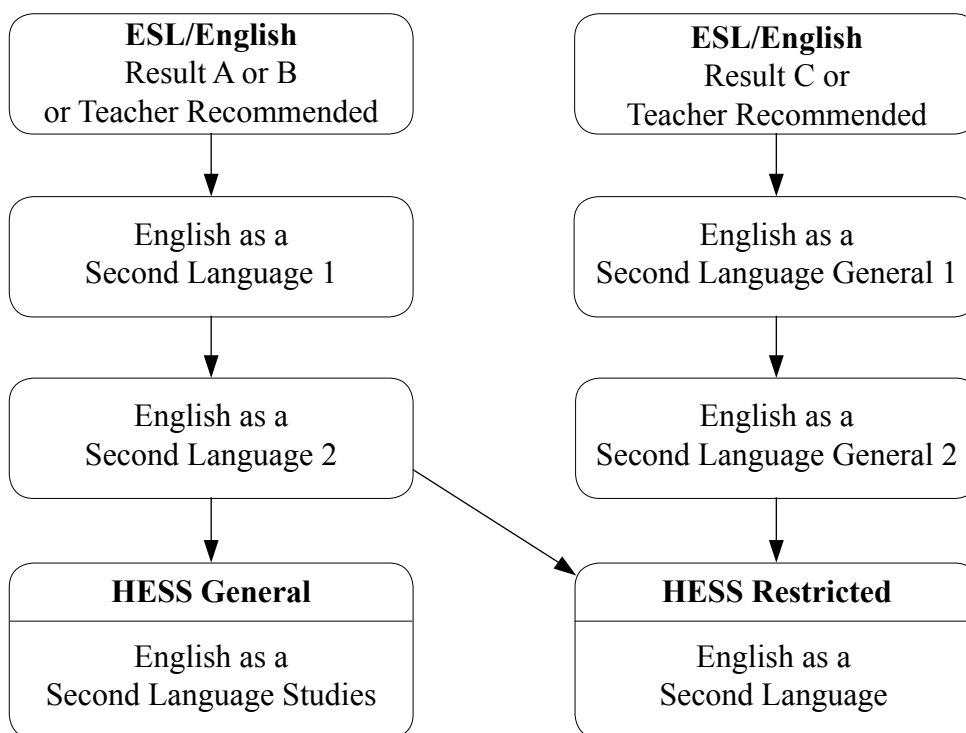 ESL/English
Result A or B
or Teacher Recommended
ESL/English
Result C or
Teacher Recommended
English as a
Second Language 1
English as a
Second Language General 1
English as a
Second Language 2
English as a
Second Language General 2
HESS General
English as a
Second Language Studies
HESS Restricted
English as a
Second Language